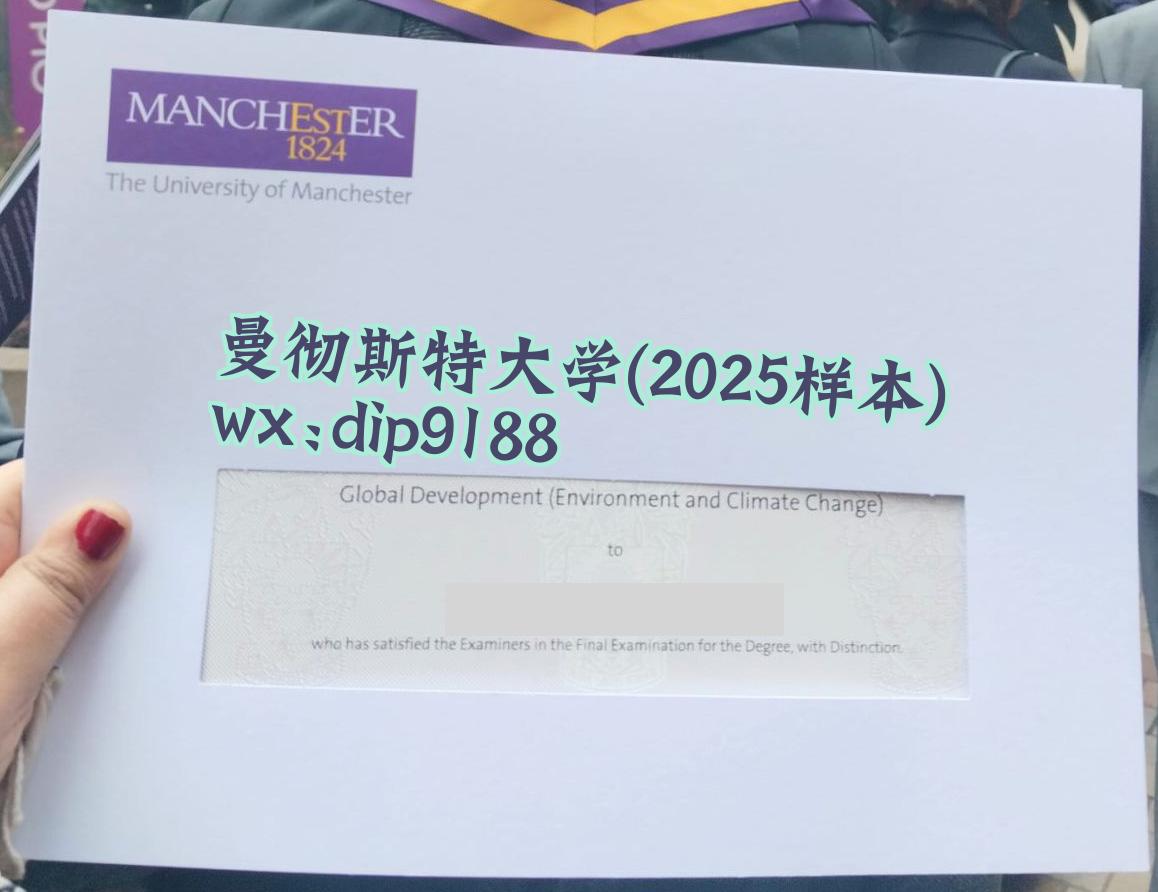 MANCHESTER
1824
The University of Manchester
曼彻斯特大学(2025样本)
wx;dip9188
Global Development (Environment and Climate Change)
to
who has satisfied the Examiners in the Final Examination for the Degree, with Distinction.